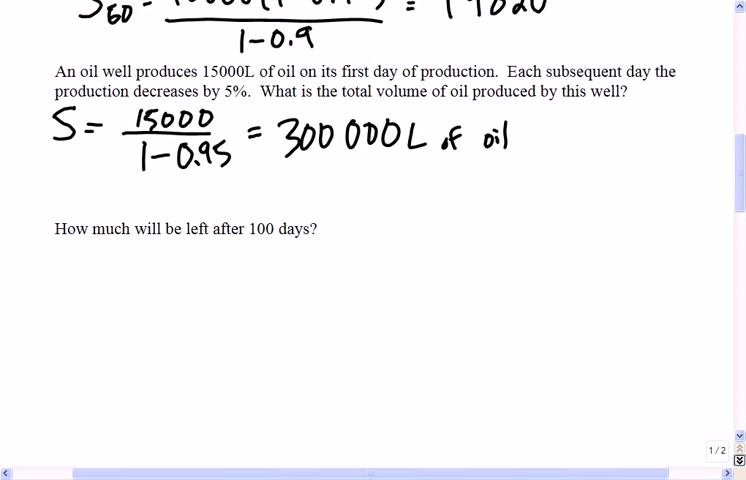 1-0.9
An oil well produces 15000L of oil on its first day of production. Each subsequent day the
production decreases by 5%. What is the total volume of oil produced by this well?
S = 15000 / 1-0.95 = 300 000L of oil
How much will be left after 100 days?
1 / 2